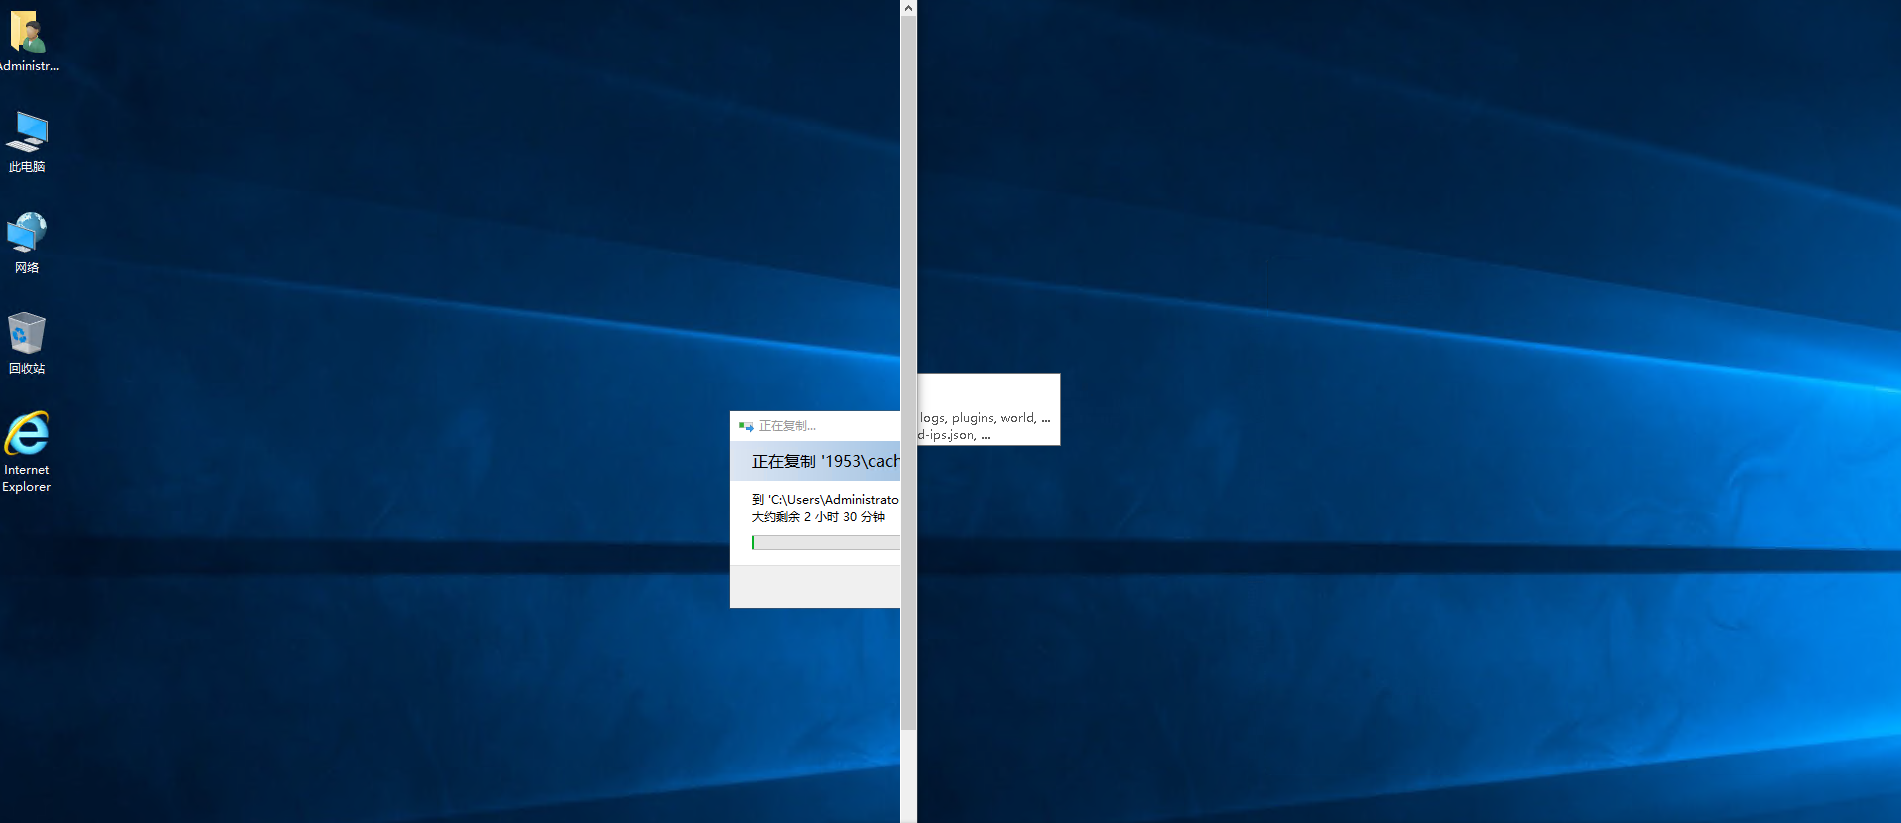 Administr...
此电脑
网络
回收站
Internet
Explorer
正在复制...
正在复制 '1953\cach
到 'C:\Users\Administrato
大约剩余 2 小时 30 分钟
logs, plugins, world, ...
d-ips.json, ...